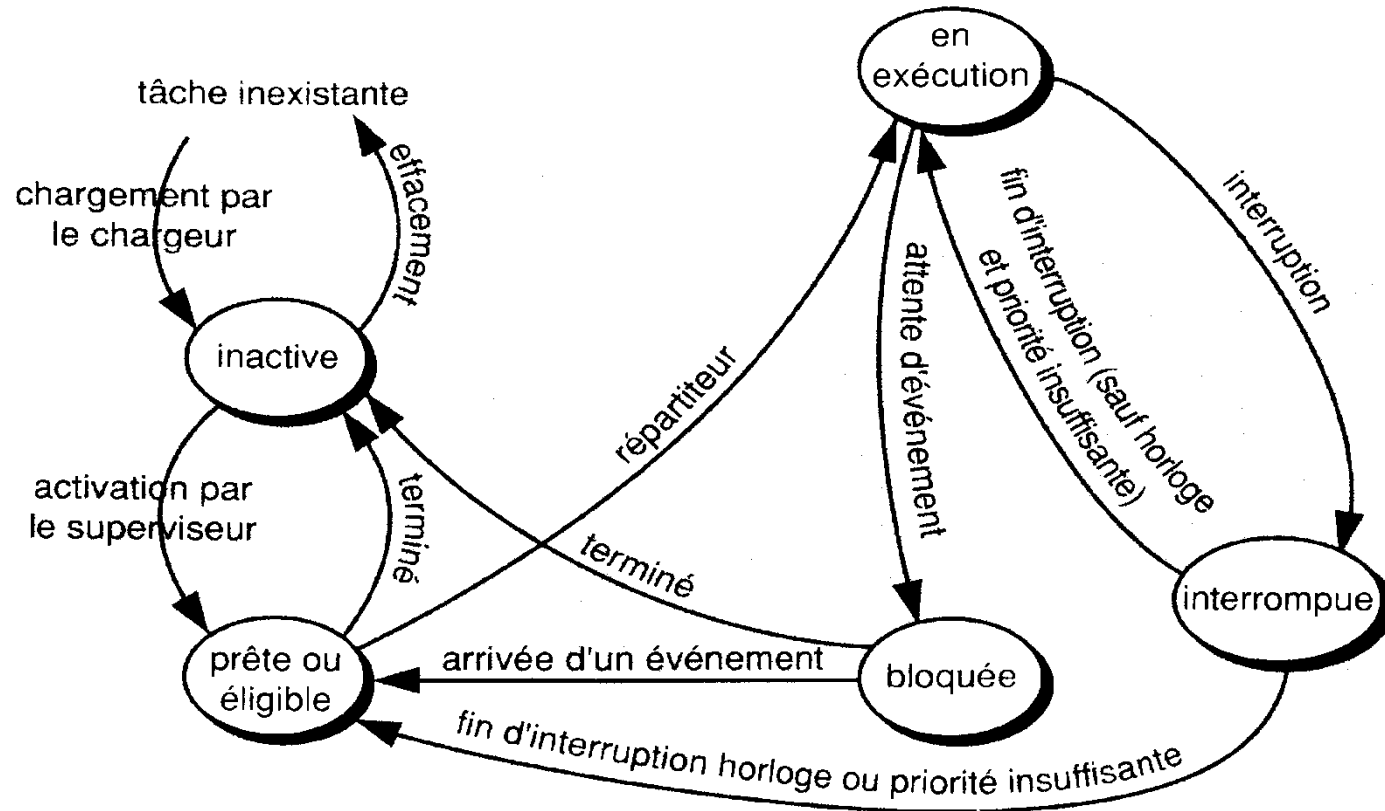 en
exécution
tâche inexistante
effacement
chargement par
le chargeur
interruption
fin d'interruption (sauf horloge
et priorité insuffisante)
attente d'événement
inactive
répartiteur
activation par
le superviseur
terminé
terminé
interrompue
prête ou
éligible
arrivée d'un événement
bloquée
fin d'interruption horloge ou priorité insuffisante